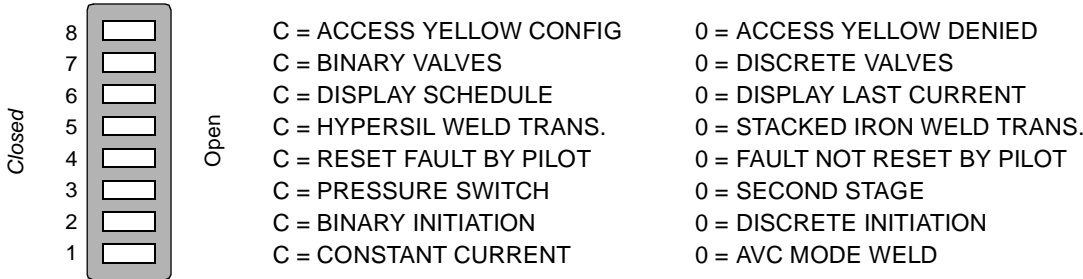 Closed
Open
8 C = ACCESS YELLOW CONFIG 0 = ACCESS YELLOW DENIED
7 C = BINARY VALVES 0 = DISCRETE VALVES
6 C = DISPLAY SCHEDULE 0 = DISPLAY LAST CURRENT
5 C = HYPERSIL WELD TRANS. 0 = STACKED IRON WELD TRANS.
4 C = RESET FAULT BY PILOT 0 = FAULT NOT RESET BY PILOT
3 C = PRESSURE SWITCH 0 = SECOND STAGE
2 C = BINARY INITIATION 0 = DISCRETE INITIATION
1 C = CONSTANT CURRENT 0 = AVC MODE WELD